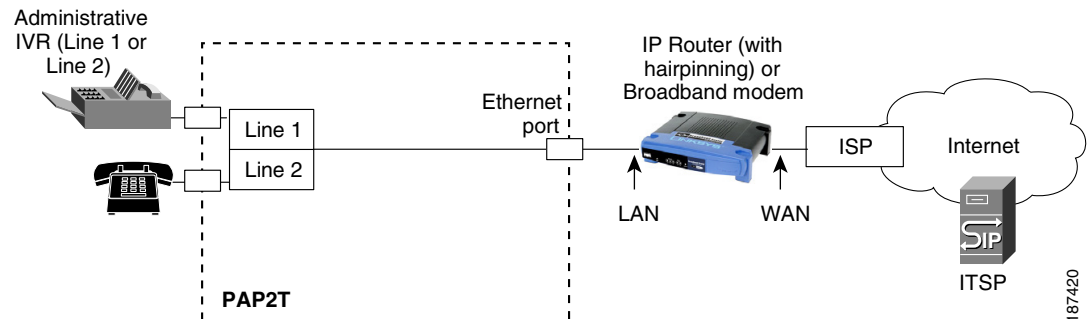 Administrative
IVR (Line 1 or
Line 2)
Line 1
Line 2
PAP2T
Ethernet
port
IP Router (with
hairpinning) or
Broadband modem
LAN
WAN
ISP
Internet
SIP
ITSP
187420